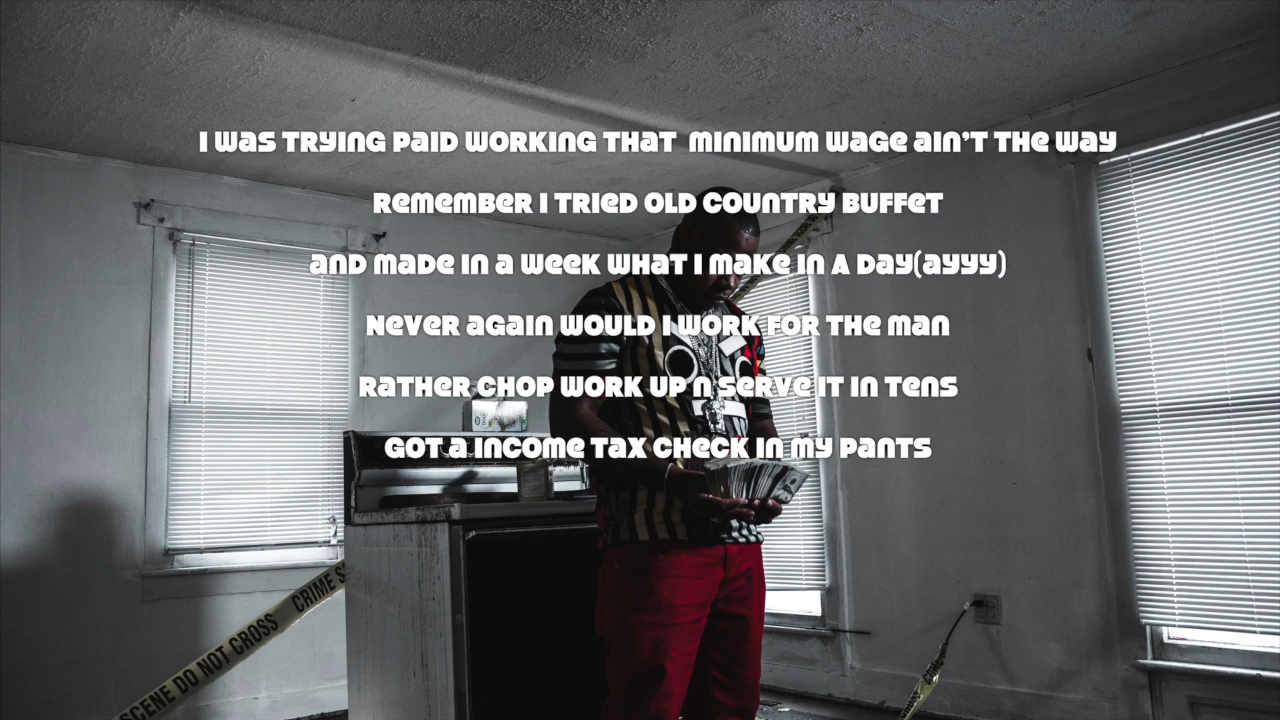 I was trying paid working that  minimum wage ain't the way
Remember I tried old country buffet
and made in a week what I make in A day(ayyy)
Never again would I work for the man
Rather chop work up n serve it in tens
Got a income tax check in my pants
CRIME S
SCENE DO NOT CROSS